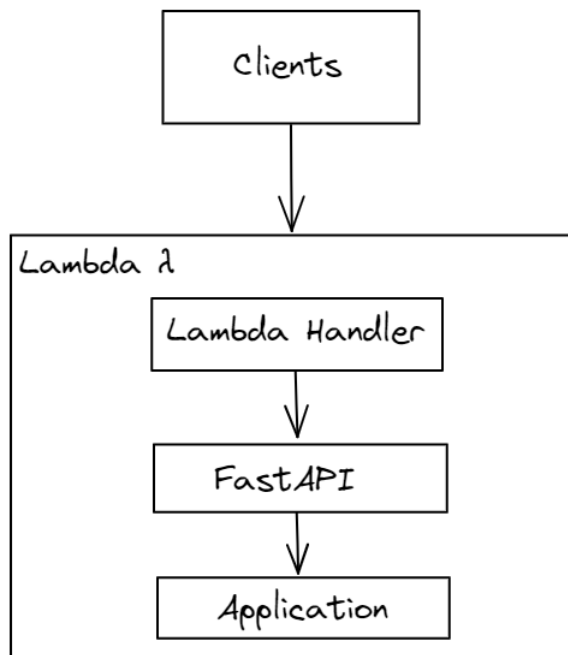 Clients
Lambda λ
Lambda Handler
FastAPI
Application